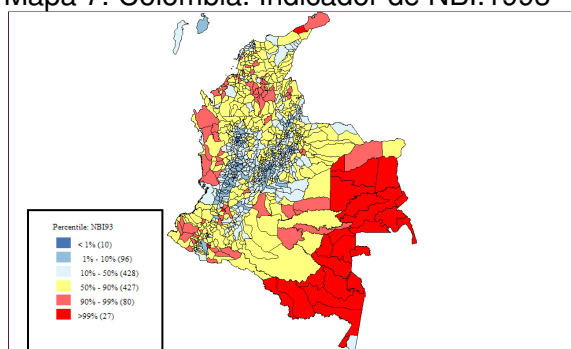 Mapa 7. Colombia. Indicador de NBI.1993
Percentile: NBI93
< 1% (10)
1% - 10% (96)
10% - 50% (428)
50% - 90% (427)
90% - 99% (80)
>99% (27)